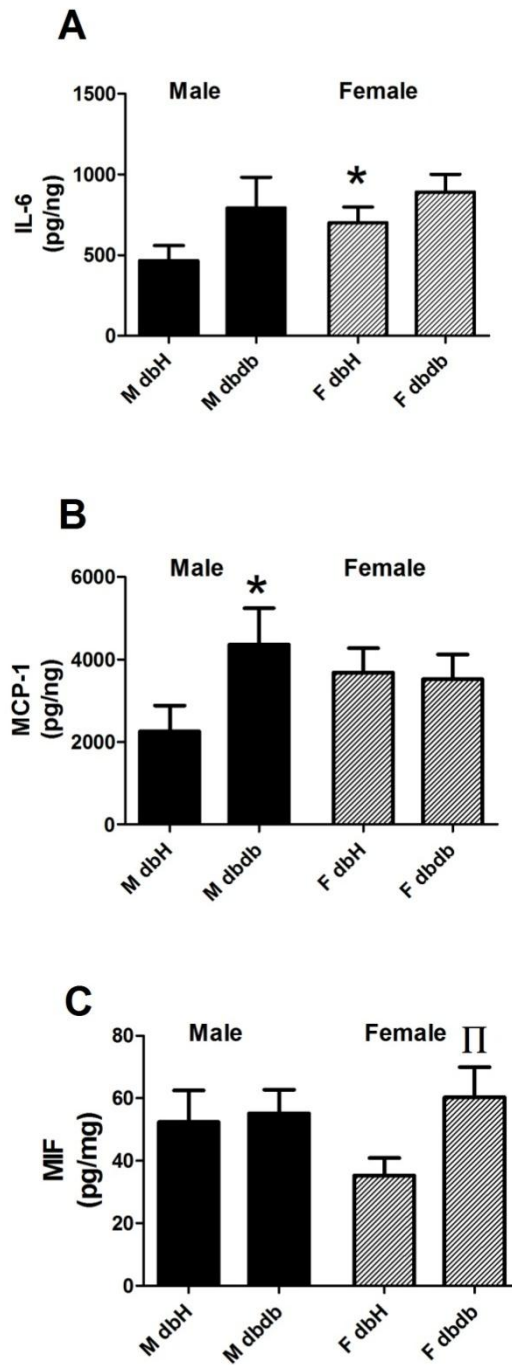 A
Male Female
1500
1000
500
0
IL-6
(pg/ng)
*
M dbH
M dbdb
F dbH
F dbdb
B
Male Female
6000
4000
2000
0
MCP-1
(pg/ng)
*
M dbH
M dbdb
F dbH
F dbdb
C
Male Female
80
60
40
20
0
MIF
(pg/mg)
Π
M dbH
M dbdb
F dbH
F dbdb